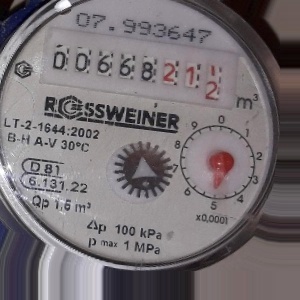 07.993647
00668212
m³
ROSSWEINER
LT-2-1644:2002
B-H A-V 30°C
D 81
6.131.22
Qp 1,5 m³
Δp 100 kPa
p max 1 MPa
0
1
2
3
4
5
6
7
8
9
x0,0001